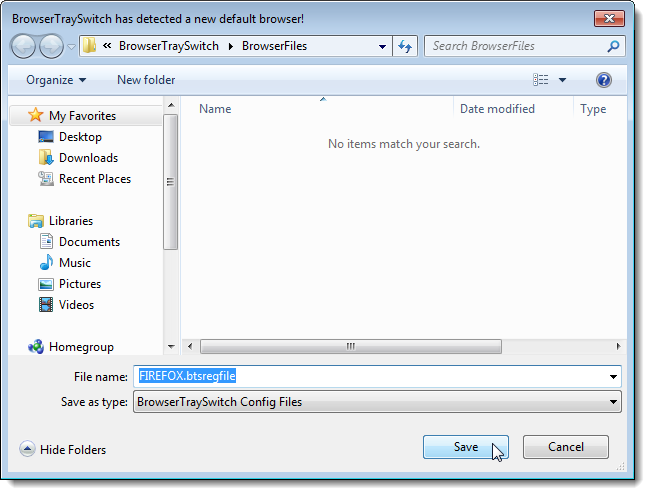 BrowserTraySwitch has detected a new default browser!
« BrowserTraySwitch BrowserFiles Search BrowserFiles
Organize New folder
My Favorites
Desktop
Downloads
Recent Places
Libraries
Documents
Music
Pictures
Videos
Homegroup
Name Date modified Type
No items match your search.
File name: FIREFOX.btsregfile
Save as type: BrowserTraySwitch Config Files
Hide Folders Save Cancel